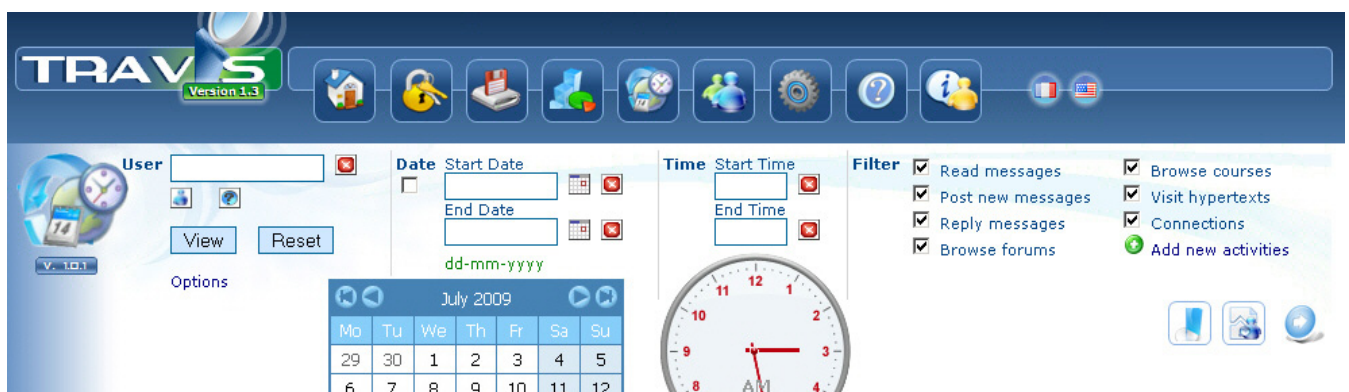 TRAVIS
Version 1.3
User
View Reset
Options
V. 1.0.1
14
Date Start Date
End Date
dd-mm-yyyy
Time Start Time
End Time
Filter
Read messages
Post new messages
Reply messages
Browse forums
Browse courses
Visit hypertexts
Connections
Add new activities
July 2009
Mo Tu We Th Fr Sa Su
29 30 1 2 3 4 5
6 7 8 9 10 11 12
12
1
2
3
4
8
9
10
11
AM